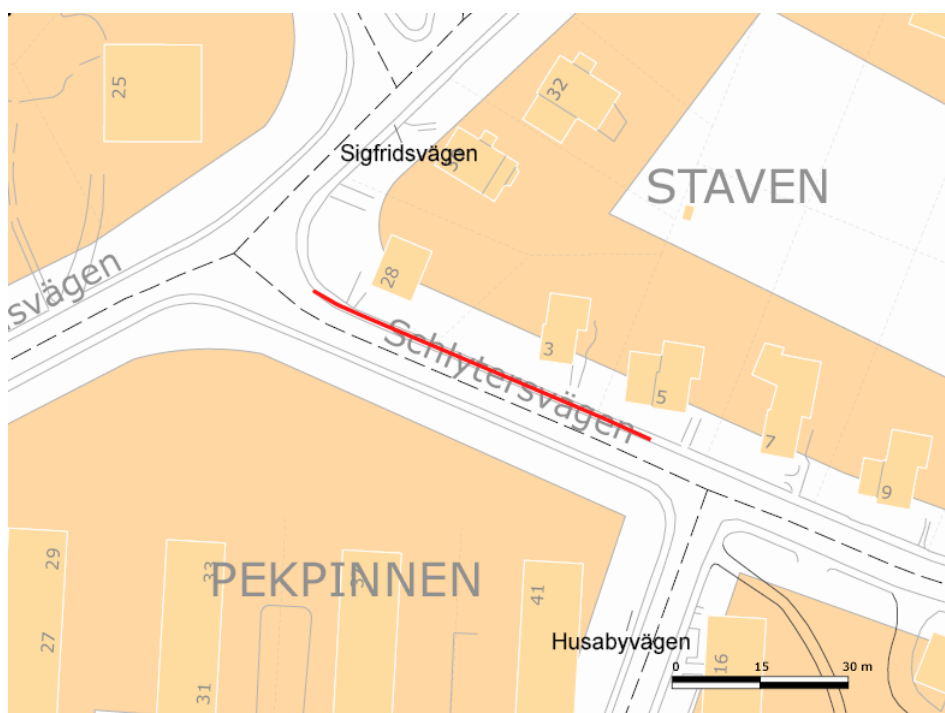 25
32
Sigfridsvägen
STAVEN
svägen
28
Schlytersvägen
3
5
7
9
29
33
PEKPINNEN
41
27
Husabyvägen
31
16
0 15 30 m